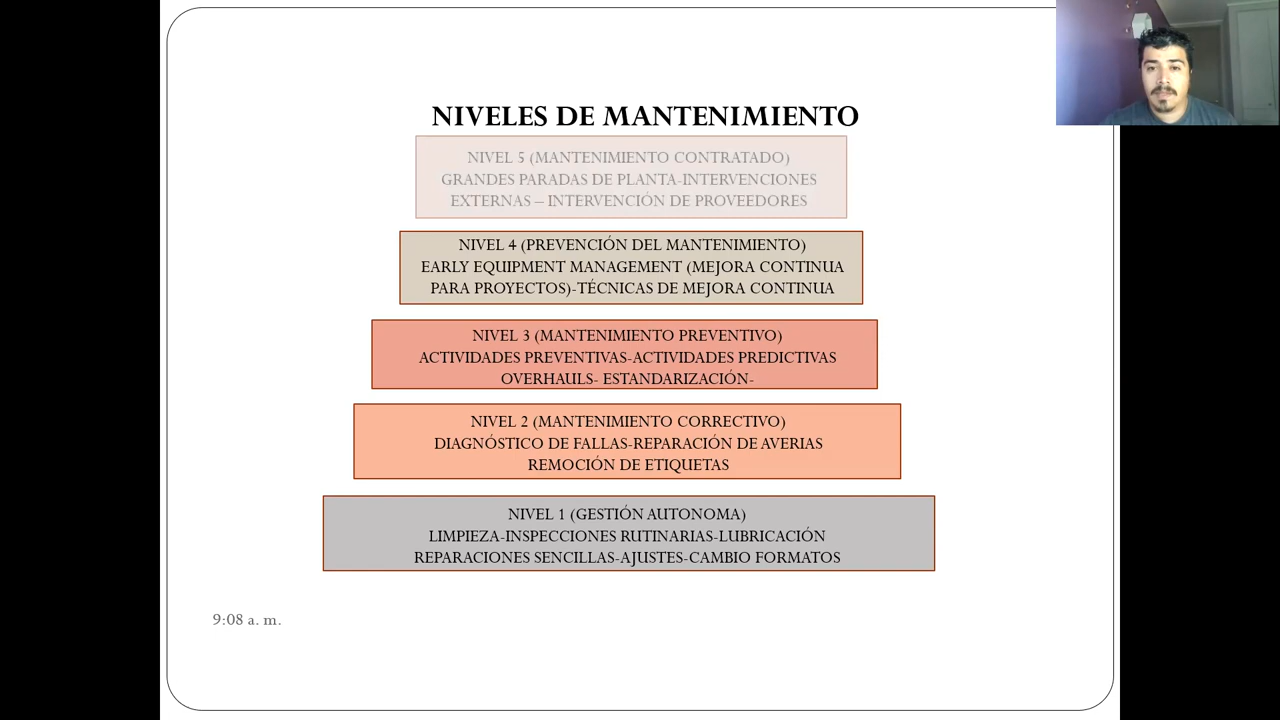 NIVELES DE MANTENIMIENTO
NIVEL 5 (MANTENIMIENTO CONTRATADO)
GRANDES PARADAS DE PLANTA-INTERVENCIONES
EXTERNAS – INTERVENCIÓN DE PROVEEDORES
NIVEL 4 (PREVENCIÓN DEL MANTENIMIENTO)
EARLY EQUIPMENT MANAGEMENT (MEJORA CONTINUA
PARA PROYECTOS)-TÉCNICAS DE MEJORA CONTINUA
NIVEL 3 (MANTENIMIENTO PREVENTIVO)
ACTIVIDADES PREVENTIVAS-ACTIVIDADES PREDICTIVAS
OVERHAULS- ESTANDARIZACIÓN-
NIVEL 2 (MANTENIMIENTO CORRECTIVO)
DIAGNÓSTICO DE FALLAS-REPARACIÓN DE AVERIAS
REMOCIÓN DE ETIQUETAS
NIVEL 1 (GESTIÓN AUTONOMA)
LIMPIEZA-INSPECCIONES RUTINARIAS-LUBRICACIÓN
REPARACIONES SENCILLAS-AJUSTES-CAMBIO FORMATOS
9:08 a. m.